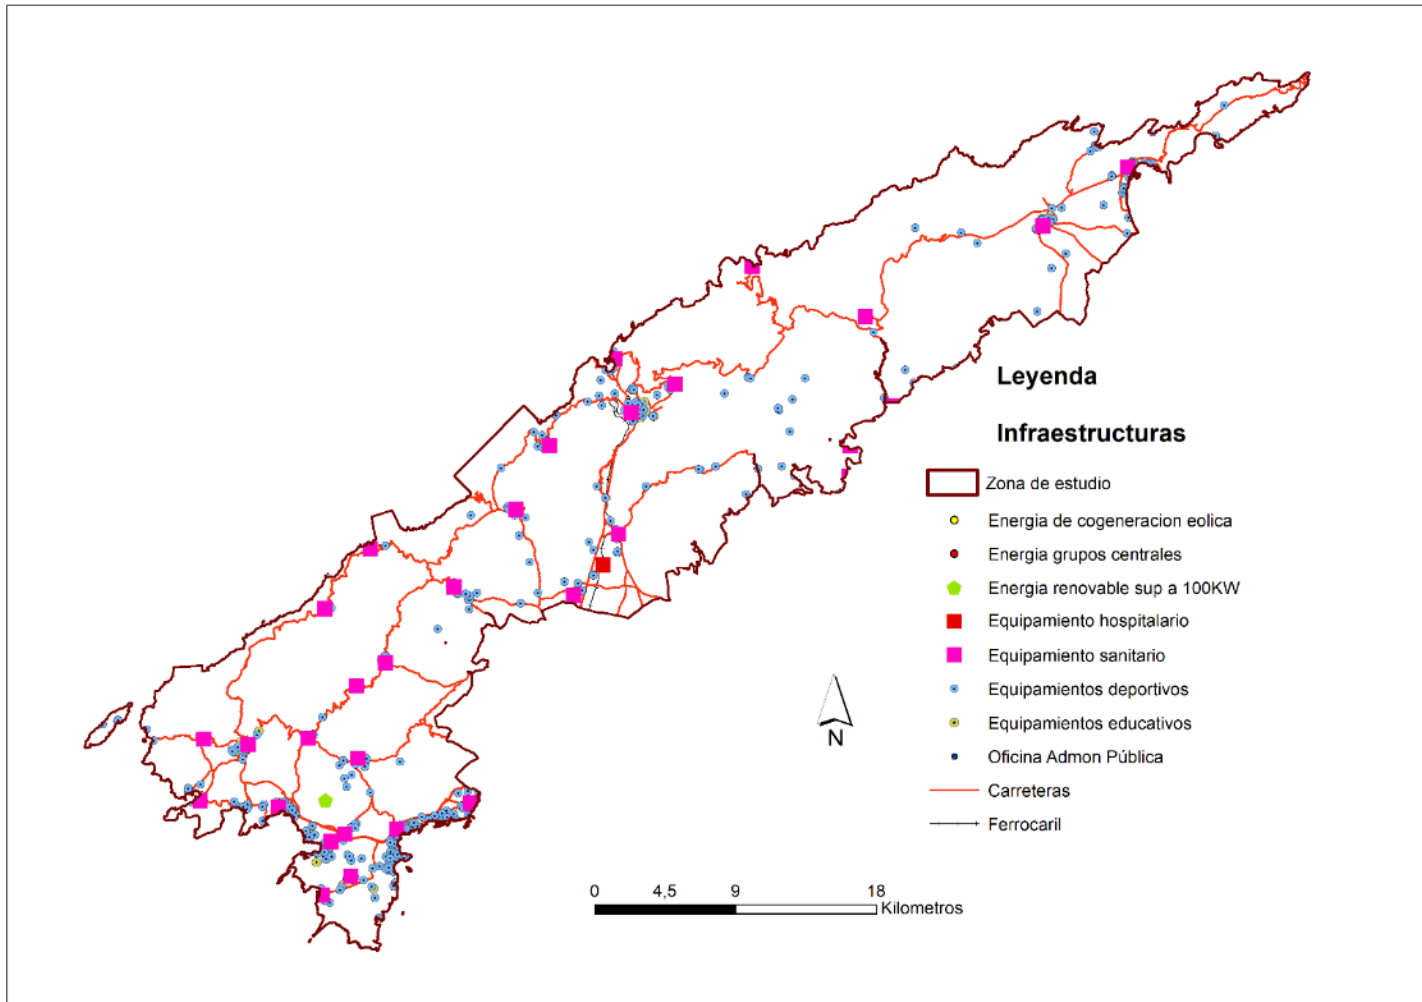 Leyenda
Infraestructuras
Zona de estudio
Energia de cogeneracion eolica
Energia grupos centrales
Energia renovable sup a 100KW
Equipamiento hospitalario
Equipamiento sanitario
Equipamientos deportivos
Equipamientos educativos
Oficina Admon Pública
Carreteras
Ferrocaril
N
0 4,5 9 18
Kilometros